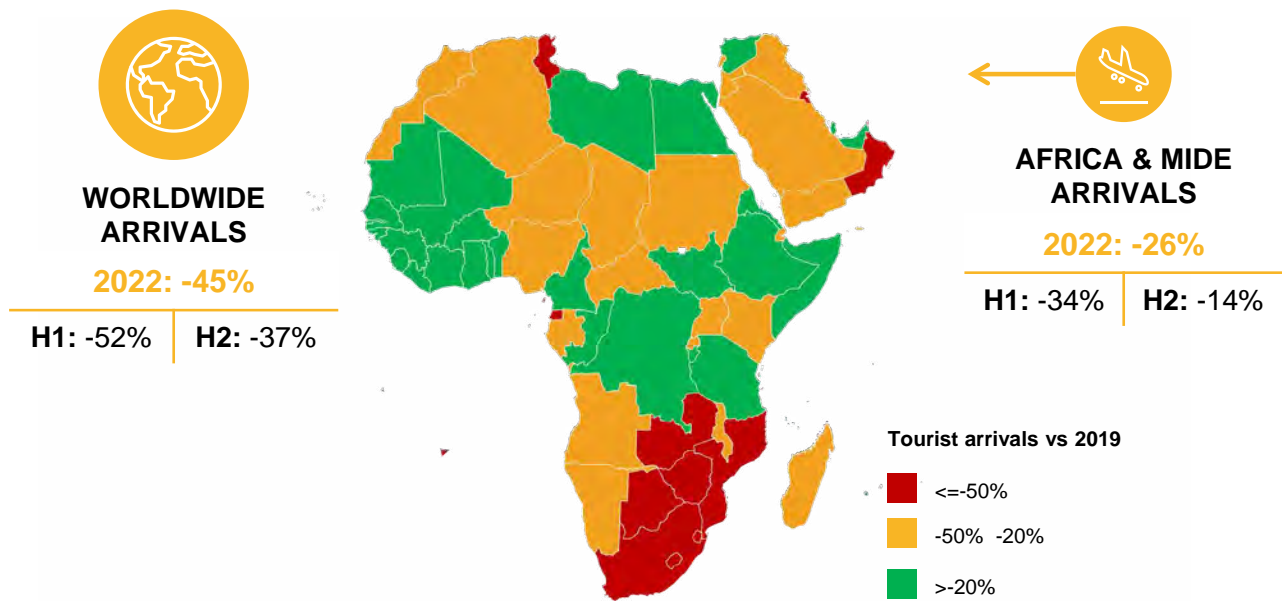 WORLDWIDE
ARRIVALS
2022: -45%
H1: -52% H2: -37%
AFRICA & MIDE
ARRIVALS
2022: -26%
H1: -34% H2: -14%
Tourist arrivals vs 2019
<=-50%
-50% -20%
>-20%